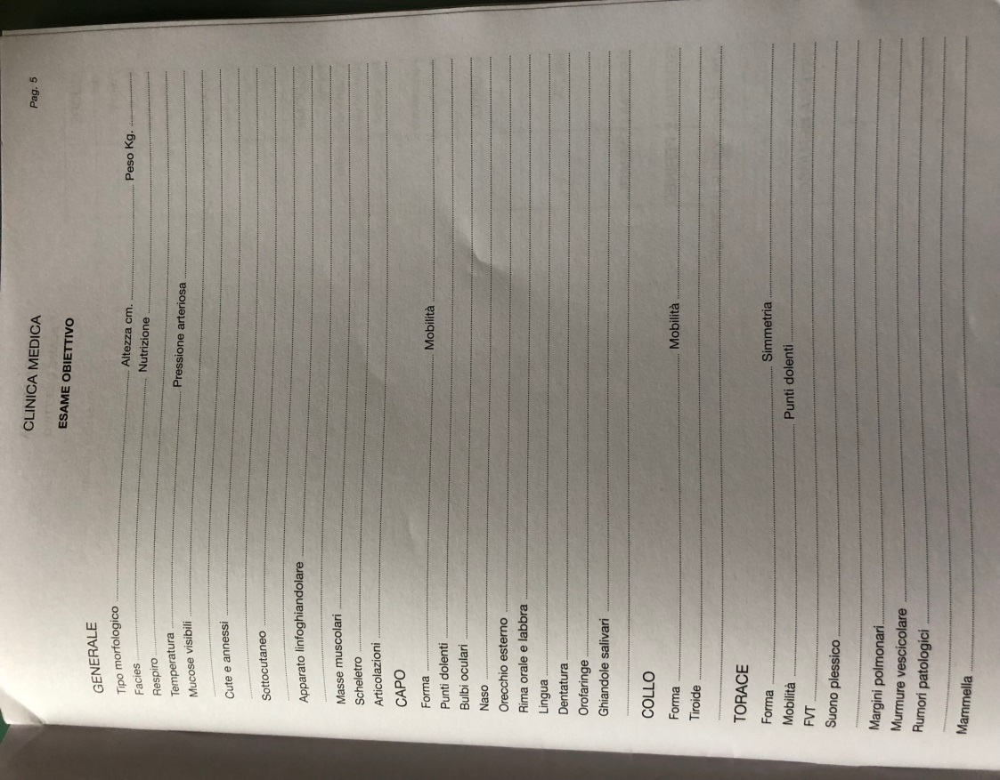 Pag. 5
CLINICA MEDICA
ESAME OBIETTIVO
GENERALE
Tipo morfologico Altezza cm. Peso Kg.
Facies Nutrizione
Respiro
Temperatura Pressione arteriosa
Mucose visibili
Cute e annessi
Sottocutaneo
Apparato linfoghiandolare
Masse muscolari
Scheletro
Articolazioni
CAPO
Forma Mobilità
Punti dolenti
Bulbi oculari
Naso
Orecchio esterno
Rima orale e labbra
Lingua
Dentatura
Orofaringe
Ghiandole salivari
COLLO
Forma Mobilità
Tiroide
TORACE
Forma Simmetria
Mobilità Punti dolenti
FVT
Suono plessico
Margini polmonari
Murmure vescicolare
Rumori patologici
Mammella